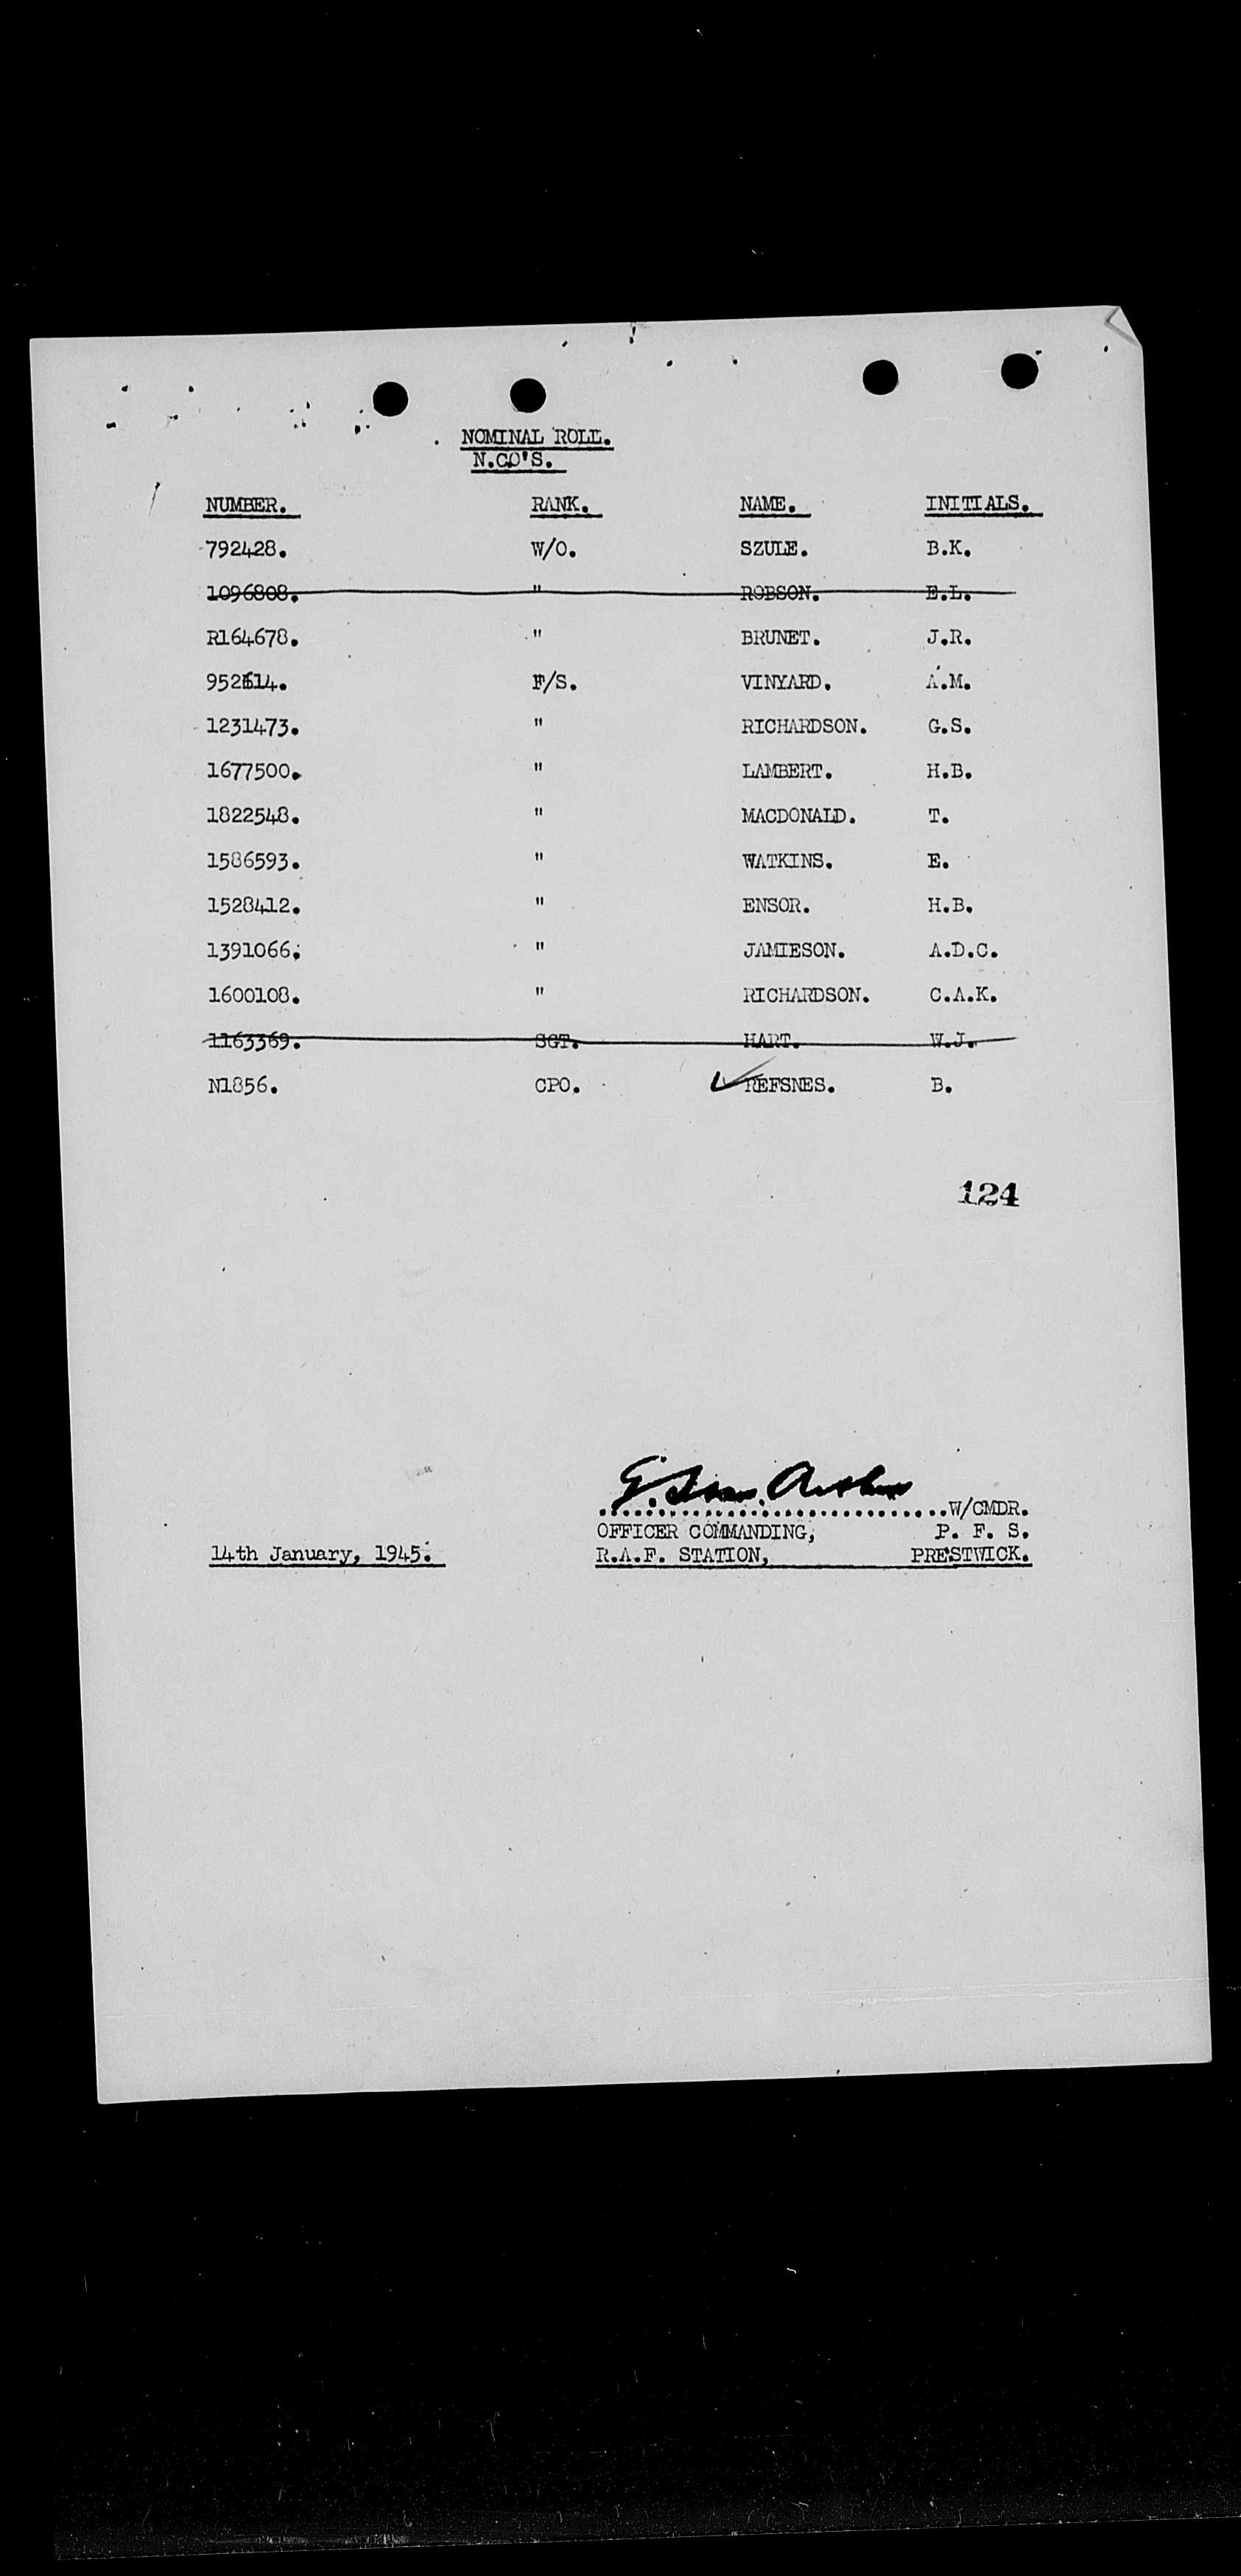 NOMINAL ROLL.
N.CO'S.
NUMBER. RANK. NAME. INITIALS.
792428. W/O. SZULE. B.K.
1096808. " ROBSON. E.L.
R164678. " BRUNET. J.R.
952614. F/S. VINYARD. A.M.
1231473. " RICHARDSON. G.S.
1677500. " LAMBERT. H.B.
1822548. " MACDONALD. T.
1586593. " WATKINS. E.
1528412. " ENSOR. H.B.
1391066. " JAMIESON. A.D.C.
1600108. " RICHARDSON. C.A.K.
1163369. SGT. HART. W.J.
N1856. CPO. REFSNES. B.
124
W/CMDR.
OFFICER COMMANDING, P. F. S.
14th January, 1945. R.A.F. STATION, PRESTWICK.